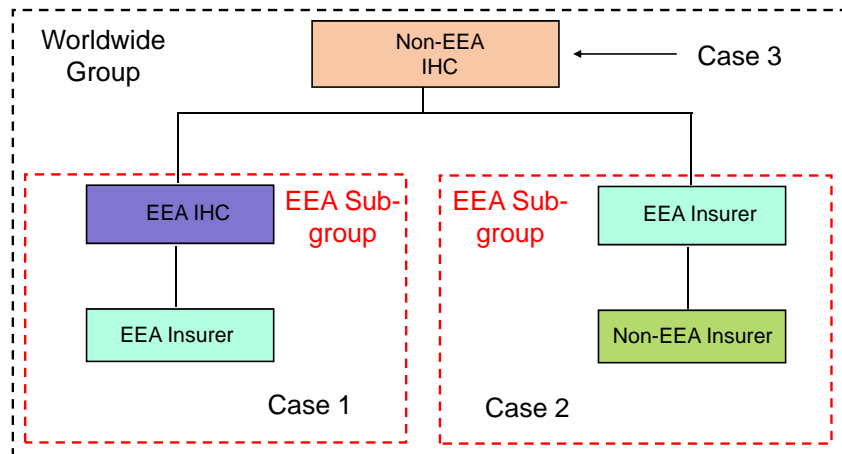 Worldwide
Group
Non-EEA
IHC
Case 3
EEA IHC
EEA Sub-
group
EEA Insurer
Case 1
EEA Sub-
group
EEA Insurer
Non-EEA Insurer
Case 2